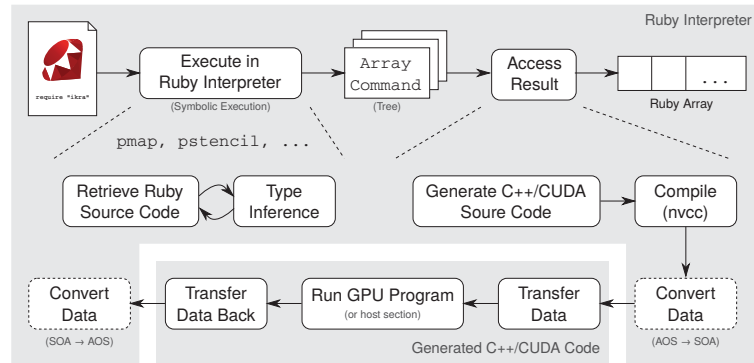 Ruby Interpreter
require "ikra"
Execute in
Ruby Interpreter
(Symbolic Execution)
Array
Command
(Tree)
Access
Result
...
Ruby Array
pmap, pstencil, ...
Retrieve Ruby
Source Code
Type
Inference
Generate C++/CUDA
Soure Code
Compile
(nvcc)
Convert
Data
(SOA → AOS)
Transfer
Data Back
Run GPU Program
(or host section)
Transfer
Data
Convert
Data
(AOS → SOA)
Generated C++/CUDA Code